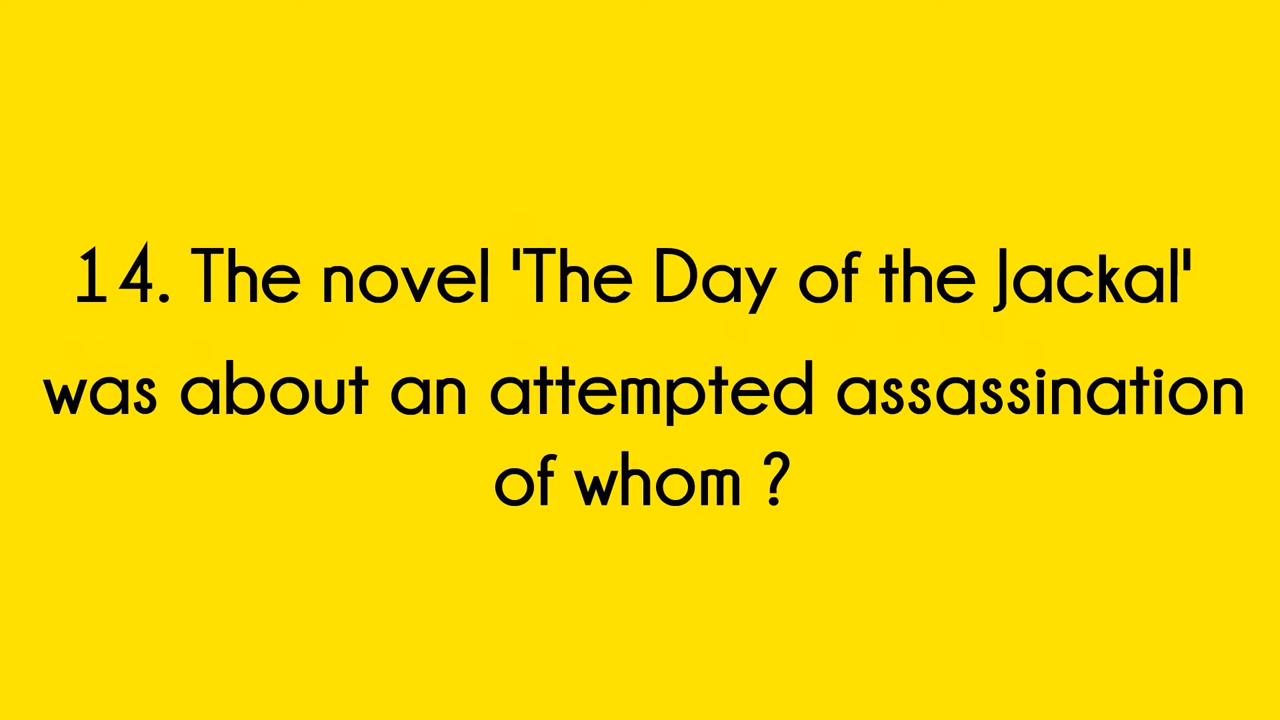 14. The novel 'The Day of the Jackal'
was about an attempted assassination
of whom ?